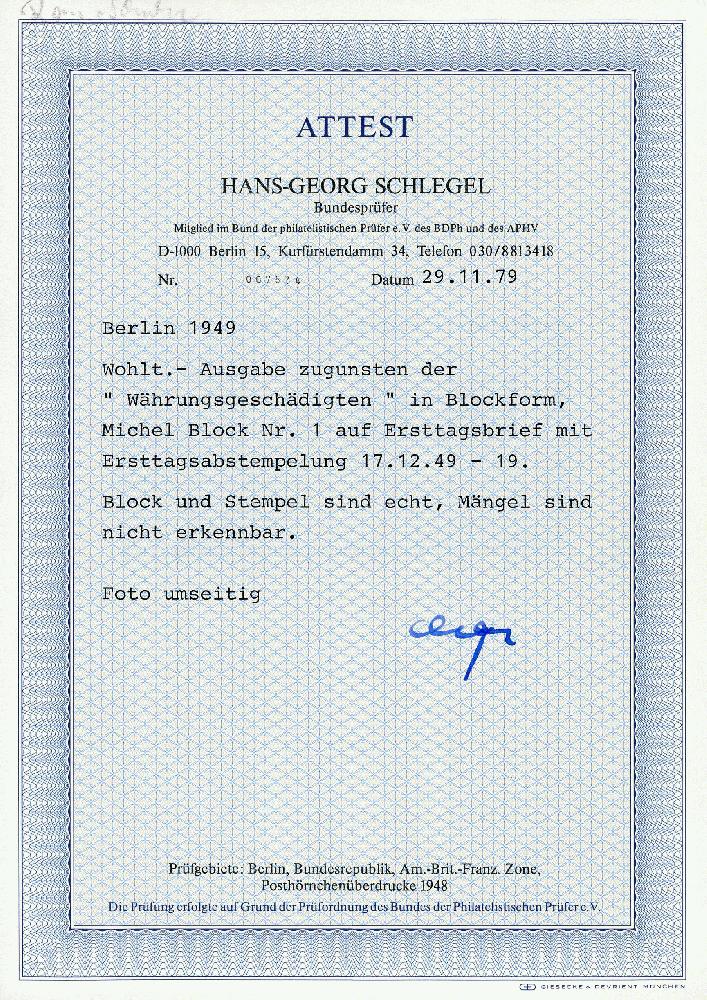 ATTEST
HANS-GEORG SCHLEGEL
Bundesprüfer
Mitglied im Bund der philatelistischen Prüfer e. V. des BDPh und des APHV
D-1000 Berlin 15, Kurfürstendamm 34, Telefon 030/8813418
Nr. Datum 29.11.79
Berlin 1949
Wohlt.- Ausgabe zugunsten der
" Währungsgeschädigten " in Blockform,
Michel Block Nr. 1 auf Ersttagsbrief mit
Ersttagsabstempelung 17.12.49 - 19.
Block und Stempel sind echt, Mängel sind
nicht erkennbar.
Foto umseitig
Prüfgebiete: Berlin, Bundesrepublik, Am.-Brit.-Franz. Zone,
Posthörnchenüberdrucke 1948
Die Prüfung erfolgte auf Grund der Prüfordnung des Bundes der Philatelistischen Prüfer e. V.
GIESECKE & DEVRIENT MÜNCHEN